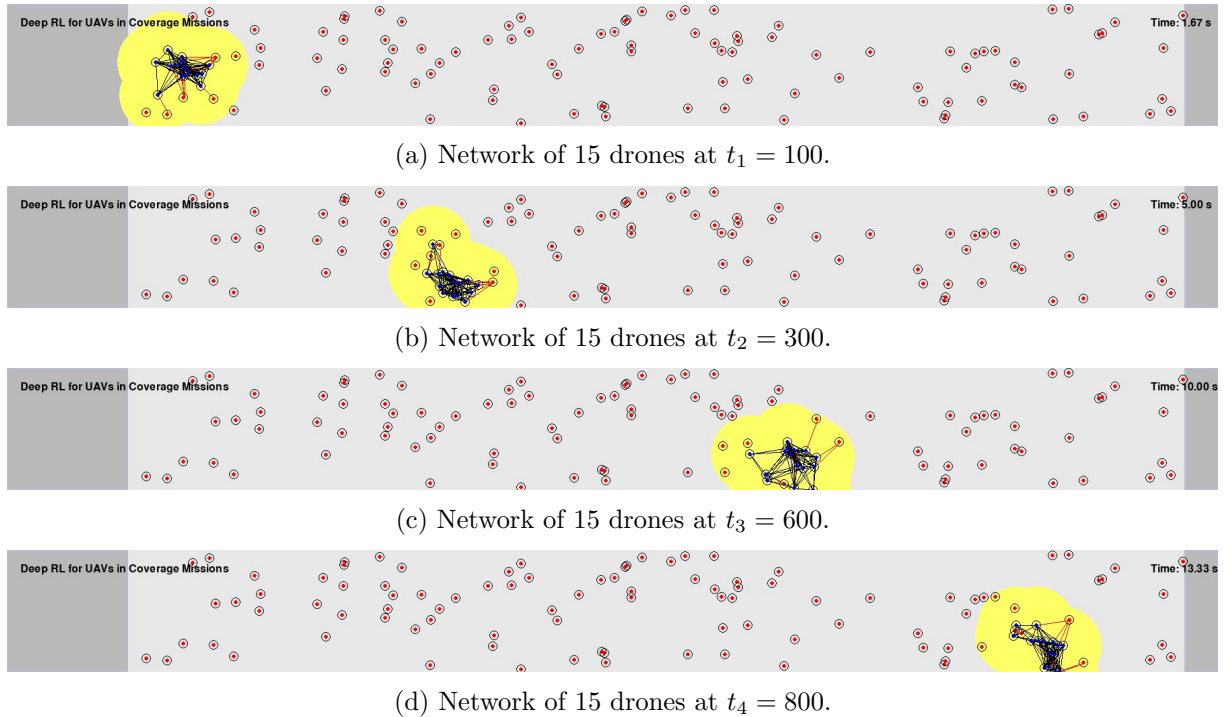 Deep RL for UAVs in Coverage Missions Time: 1.67 s
(a) Network of 15 drones at t₁ = 100.
Deep RL for UAVs in Coverage Missions Time: 5.00 s
(b) Network of 15 drones at t₂ = 300.
Deep RL for UAVs in Coverage Missions Time: 10.00 s
(c) Network of 15 drones at t₃ = 600.
Deep RL for UAVs in Coverage Missions Time: 13.33 s
(d) Network of 15 drones at t₄ = 800.